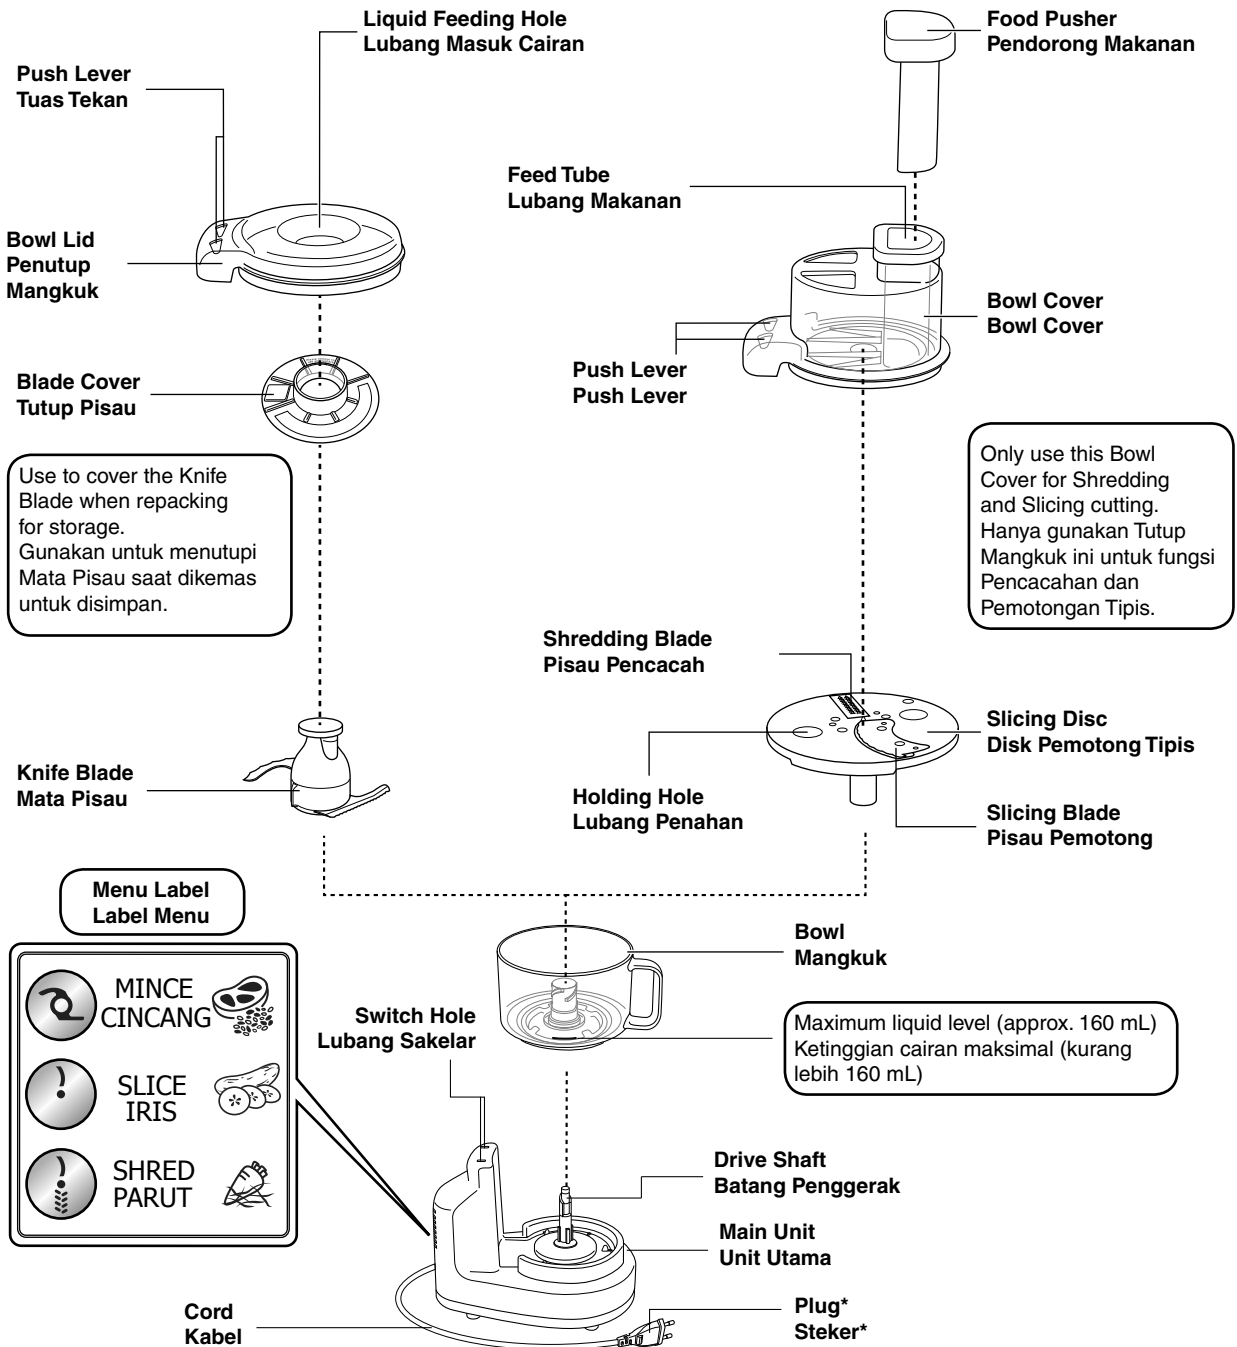 Liquid Feeding Hole
Lubang Masuk Cairan
Food Pusher
Pendorong Makanan
Push Lever
Tuas Tekan
Feed Tube
Lubang Makanan
Bowl Lid
Penutup
Mangkuk
Bowl Cover
Bowl Cover
Push Lever
Push Lever
Blade Cover
Tutup Pisau
Use to cover the Knife
Blade when repacking
for storage.
Gunakan untuk menutupi
Mata Pisau saat dikemas
untuk disimpan.
Only use this Bowl
Cover for Shredding
and Slicing cutting.
Hanya gunakan Tutup
Mangkuk ini untuk fungsi
Pencacahan dan
Pemotongan Tipis.
Shredding Blade
Pisau Pencacah
Slicing Disc
Disk Pemotong Tipis
Knife Blade
Mata Pisau
Holding Hole
Lubang Penahan
Slicing Blade
Pisau Pemotong
Menu Label
Label Menu
MINCE
CINCANG
SLICE
IRIS
SHRED
PARUT
Bowl
Mangkuk
Switch Hole
Lubang Sakelar
Maximum liquid level (approx. 160 mL)
Ketinggian cairan maksimal (kurang
lebih 160 mL)
Drive Shaft
Batang Penggerak
Main Unit
Unit Utama
Cord
Kabel
Plug*
Steker*